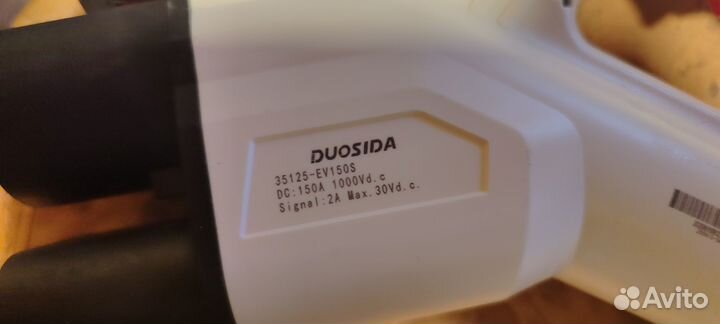 DUOSIDA
35125-EV150S
DC:150A 1000Vd.c
Signal:2A Max.30Vd.c.
Avito